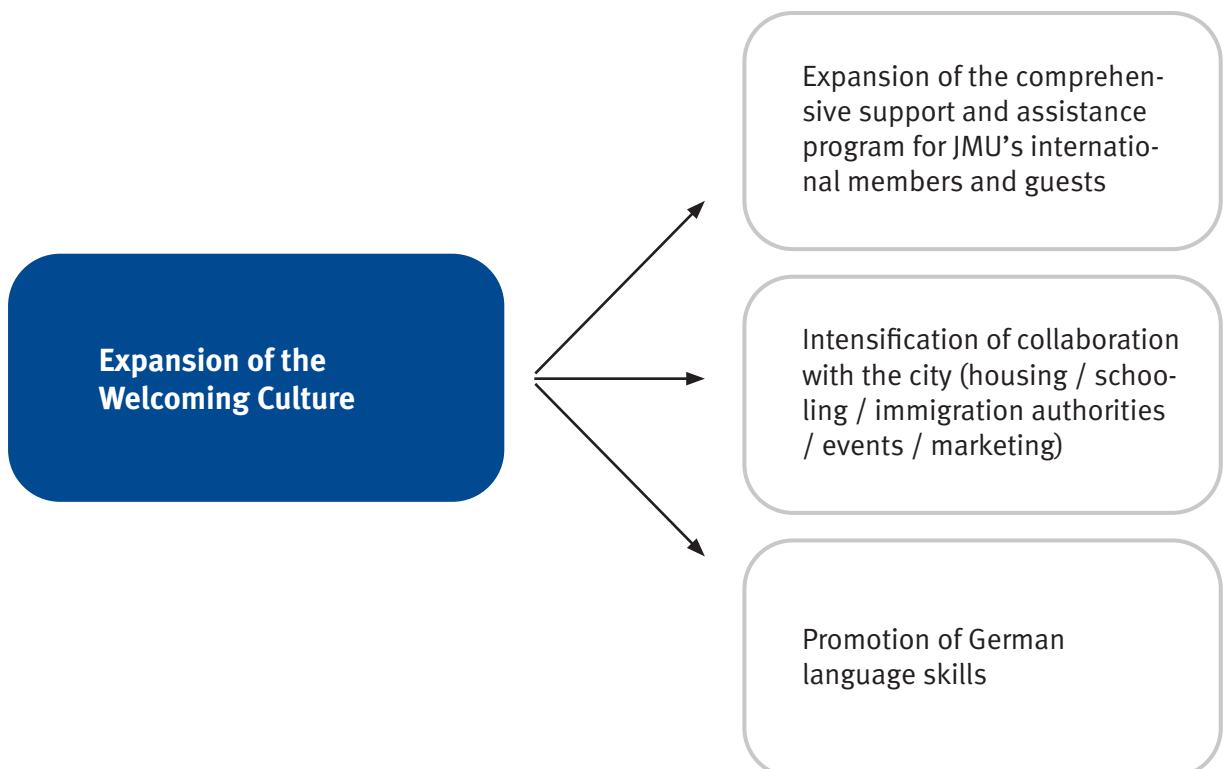 Expansion of the
Welcoming Culture
Expansion of the comprehen-
sive support and assistance
program for JMU's internatio-
nal members and guests
Intensification of collaboration
with the city (housing / schoo-
ling / immigration authorities
/ events / marketing)
Promotion of German
language skills